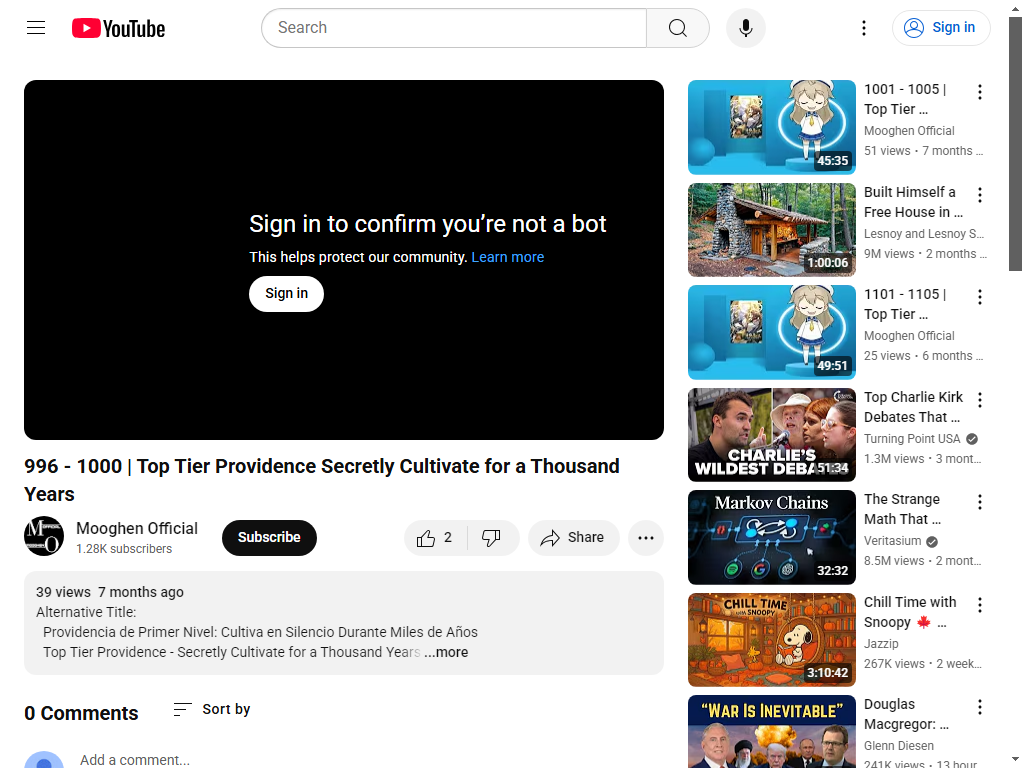 YouTube
Search
Sign in
Sign in to confirm you’re not a bot
This helps protect our community. Learn more
Sign in
996 - 1000 | Top Tier Providence Secretly Cultivate for a Thousand
Years
Mooghen Official
1.28K subscribers
Subscribe
2
Share
39 views 7 months ago
Alternative Title:
Providencia de Primer Nivel: Cultiva en Silencio Durante Miles de Años
Top Tier Providence - Secretly Cultivate for a Thousand Years ...more
0 Comments
Sort by
Add a comment...
45:35
1001 - 1005 |
Top Tier ...
Mooghen Official
51 views • 7 months ...
1:00:06
Built Himself a
Free House in ...
Lesnoy and Lesnoy S...
9M views • 2 months ...
49:51
1101 - 1105 |
Top Tier ...
Mooghen Official
25 views • 6 months ...
CHARLIE'S
WILDEST DEBA
51:34
Top Charlie Kirk
Debates That ...
Turning Point USA
1.3M views • 3 mont...
Markov Chains
32:32
The Strange
Math That ...
Veritasium
8.5M views • 2 mont...
CHILL TIME
WITH SNOOPY
3:10:42
Chill Time with
Snoopy 🍁 ...
Jazzip
267K views • 2 week...
“WAR IS INEVITABLE”
Douglas
Macgregor: ...
Glenn Diesen
241K views • 13 hour...